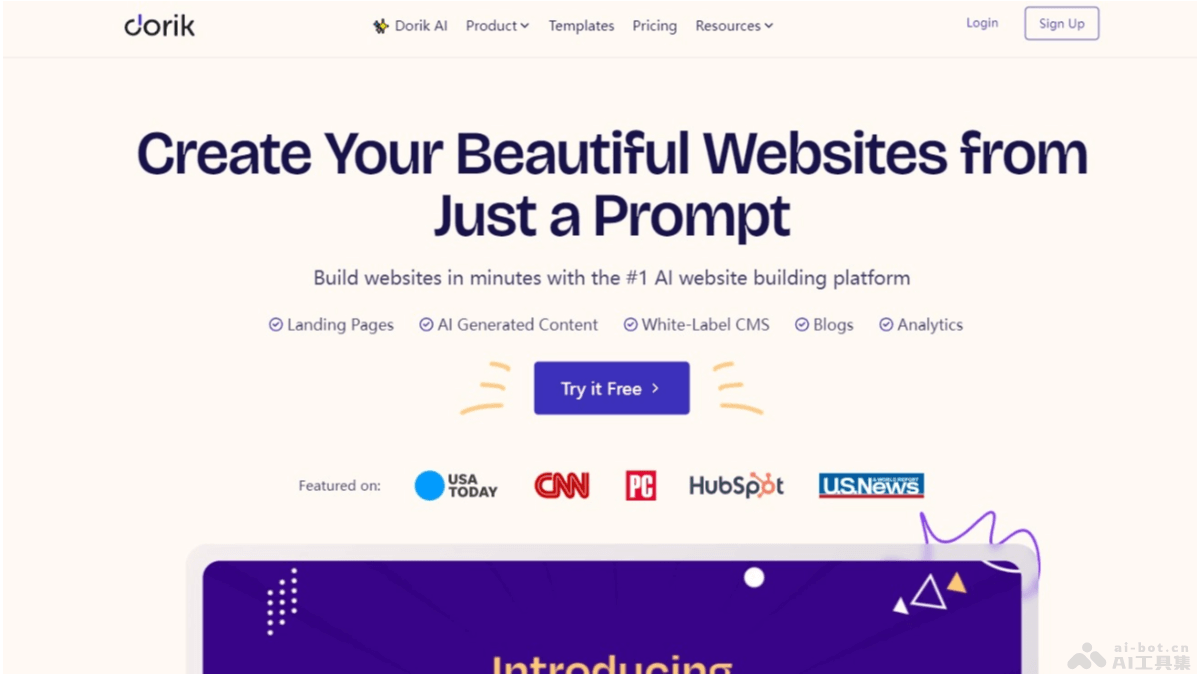 dorik
Dorik AI
Product
Templates
Pricing
Resources
Login
Sign Up
Create Your Beautiful Websites from
Just a Prompt
Build websites in minutes with the #1 AI website building platform
Landing Pages
AI Generated Content
White-Label CMS
Blogs
Analytics
Try it Free
Featured on:
USA
TODAY
CNN
PC
HubSpot
A WORLD REPORT
U.S.News
Introducing
ai-bot.cn
AI工具集